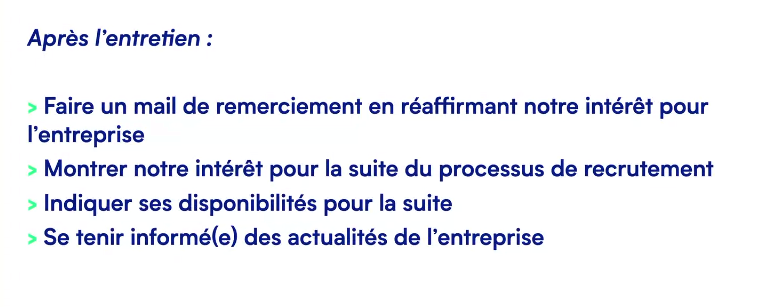 Après l'entretien :
> Faire un mail de remerciement en réaffirmant notre intérêt pour
l'entreprise
> Montrer notre intérêt pour la suite du processus de recrutement
> Indiquer ses disponibilités pour la suite
> Se tenir informé(e) des actualités de l'entreprise